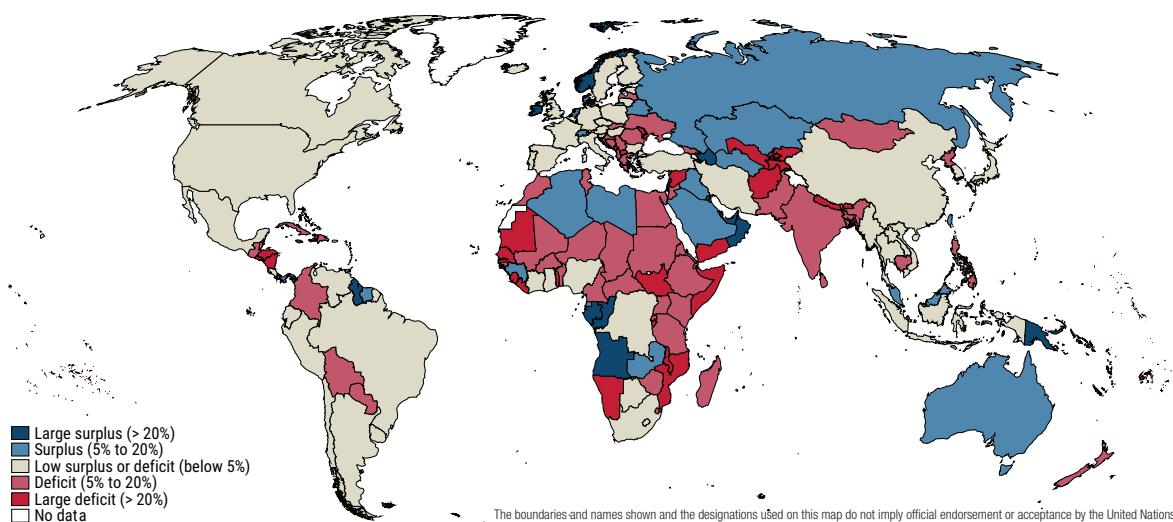 Large surplus (> 20%)
Surplus (5% to 20%)
Low surplus or deficit (below 5%)
Deficit (5% to 20%)
Large deficit (> 20%)
No data
The boundaries and names shown and the designations used on this map do not imply official endorsement or acceptance by the United Nations